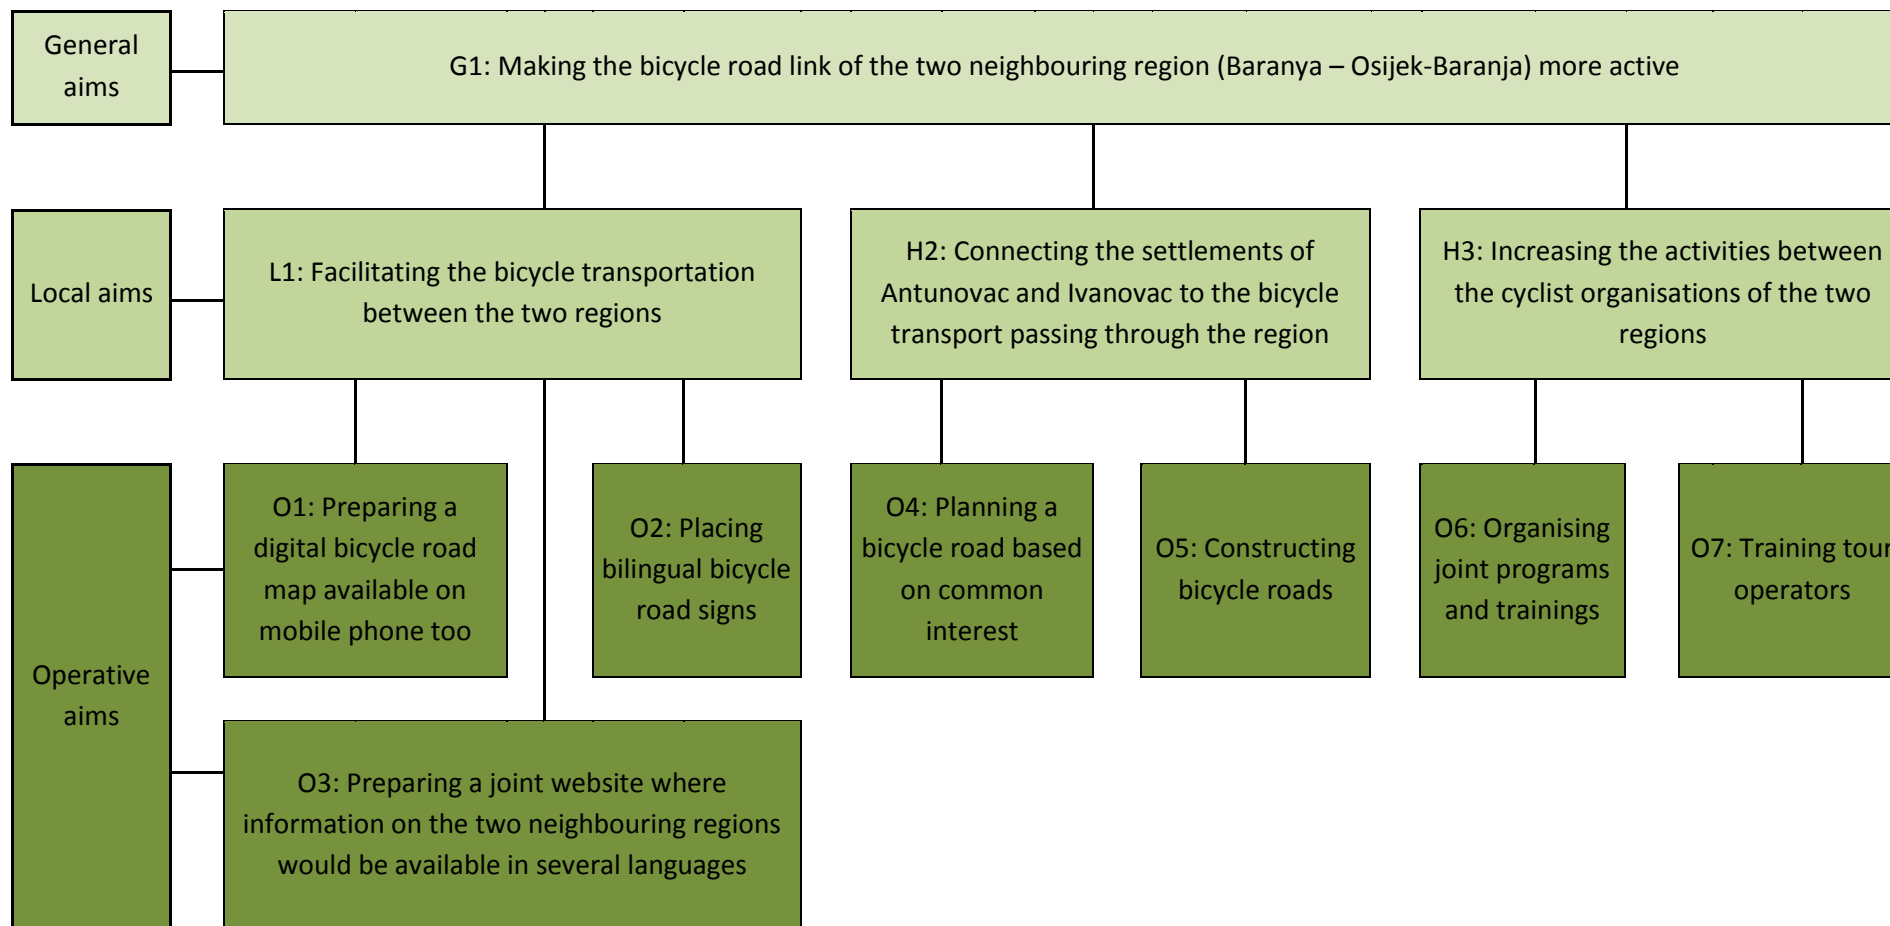 General
aims
G1: Making the bicycle road link of the two neighbouring region (Baranya – Osijek-Baranja) more active
Local aims
L1: Facilitating the bicycle transportation
between the two regions
H2: Connecting the settlements of
Antunovac and Ivanovac to the bicycle
transport passing through the region
H3: Increasing the activities between
the cyclist organisations of the two
regions
Operative
aims
O1: Preparing a
digital bicycle road
map available on
mobile phone too
O2: Placing
bilingual bicycle
road signs
O4: Planning a
bicycle road based
on common
interest
O5: Constructing
bicycle roads
O6: Organising
joint programs
and trainings
O7: Training tour
operators
O3: Preparing a joint website where
information on the two neighbouring regions
would be available in several languages